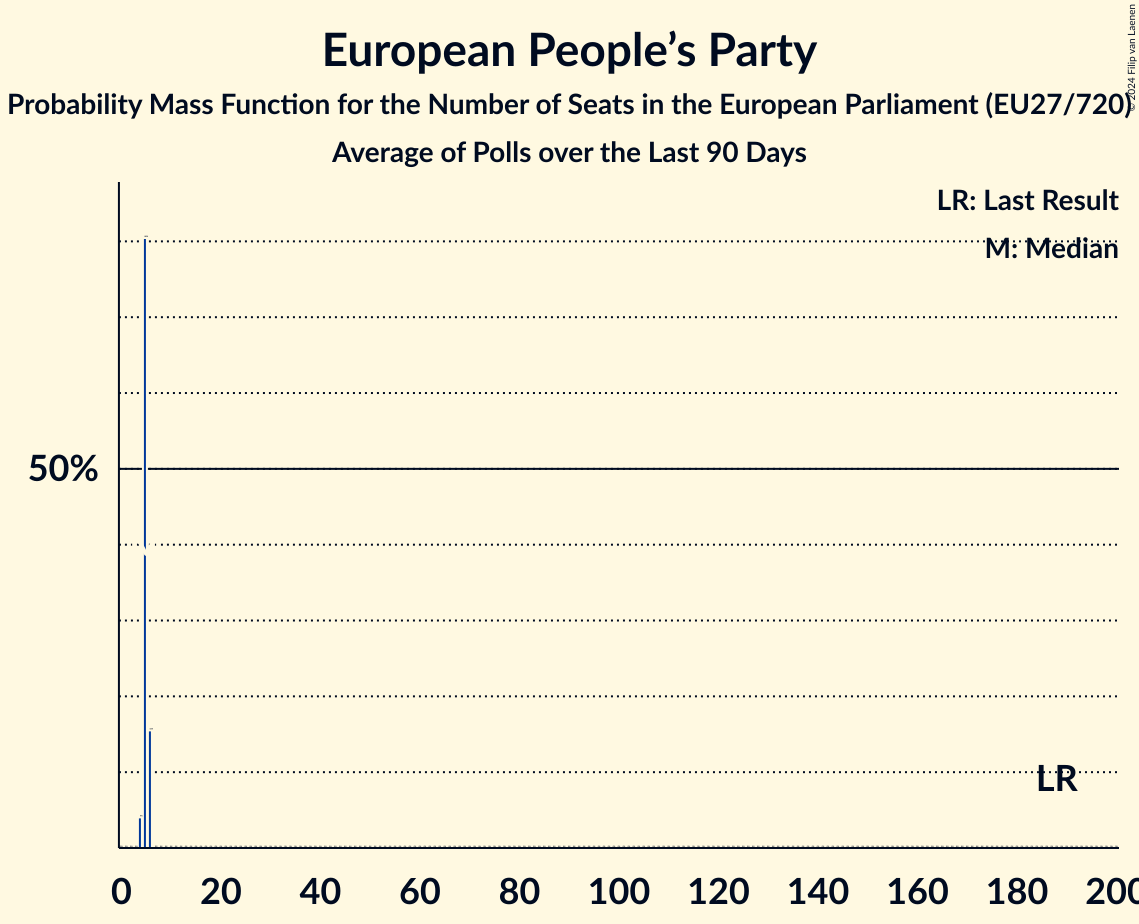 European People’s Party
Probability Mass Function for the Number of Seats in the European Parliament (EU27/720)
Average of Polls over the Last 90 Days
LR: Last Result
M: Median
50%
LR
0 20 40 60 80 100 120 140 160 180 200
© 2024 Filip van Laenen